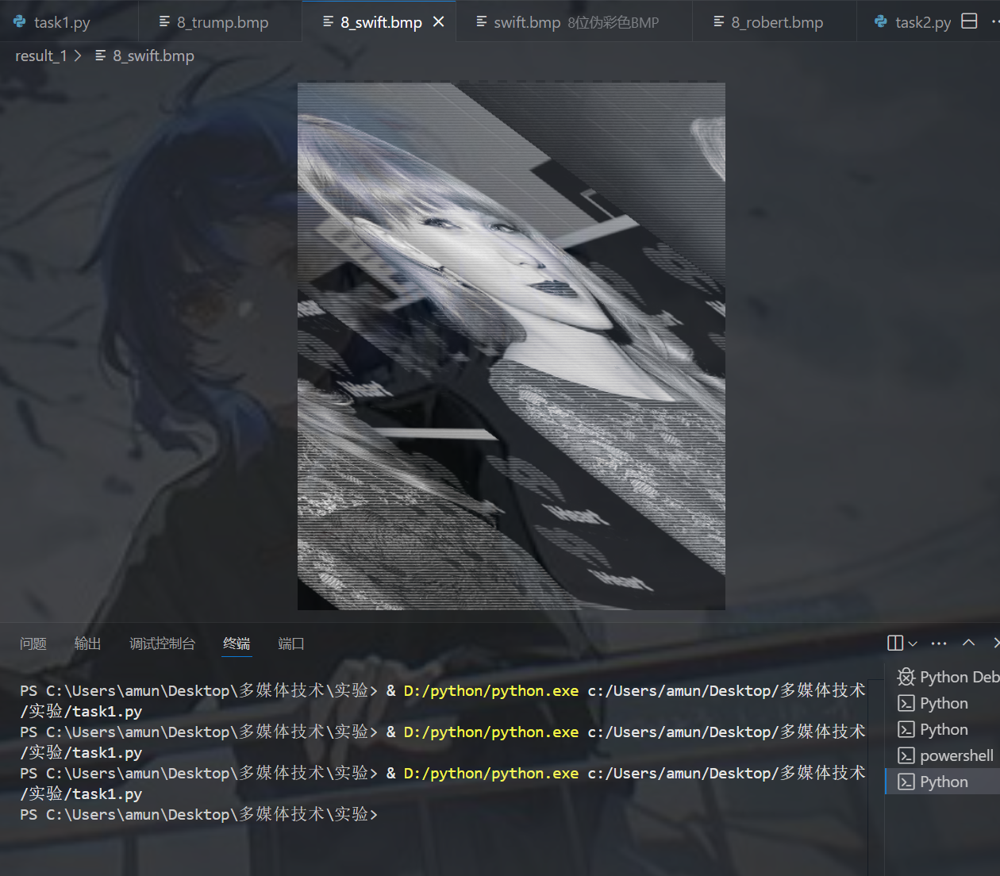 task1.py
8_trump.bmp
8_swift.bmp
swift.bmp 8位伪彩色BMP
8_robert.bmp
task2.py
result_1 > 8_swift.bmp
iHeart
iHeart
iHeart
问题 输出 调试控制台 终端 端口
PS C:\Users\amun\Desktop\多媒体技术\实验> & D:/python/python.exe c:/Users/amun/Desktop/多媒体技术
/实验/task1.py
PS C:\Users\amun\Desktop\多媒体技术\实验> & D:/python/python.exe c:/Users/amun/Desktop/多媒体技术
/实验/task1.py
PS C:\Users\amun\Desktop\多媒体技术\实验> & D:/python/python.exe c:/Users/amun/Desktop/多媒体技术
/实验/task1.py
PS C:\Users\amun\Desktop\多媒体技术\实验>
Python Deb
Python
Python
powershell
Python